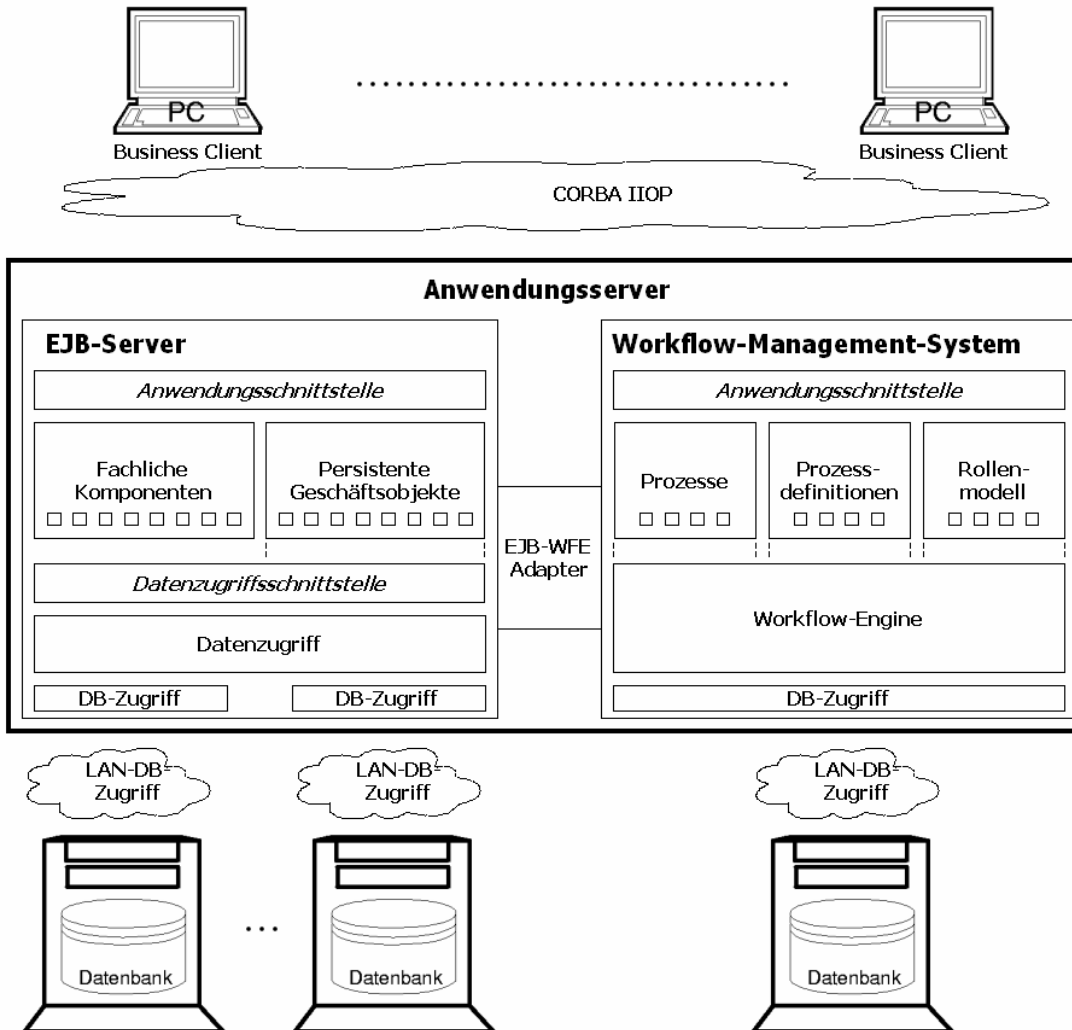 PC
Business Client
PC
Business Client
CORBA IIOP
Anwendungsserver
EJB-Server
Anwendungsschnittstelle
Fachliche
Komponenten
Persistente
Geschäftsobjekte
Datenzugriffsschnittstelle
Datenzugriff
DB-Zugriff
DB-Zugriff
EJB-WFE
Adapter
Workflow-Management-System
Anwendungsschnittstelle
Prozesse
Prozess-
definitionen
Rollen-
modell
Workflow-Engine
DB-Zugriff
LAN-DB-
Zugriff
LAN-DB-
Zugriff
LAN-DB-
Zugriff
Datenbank
...
Datenbank
Datenbank